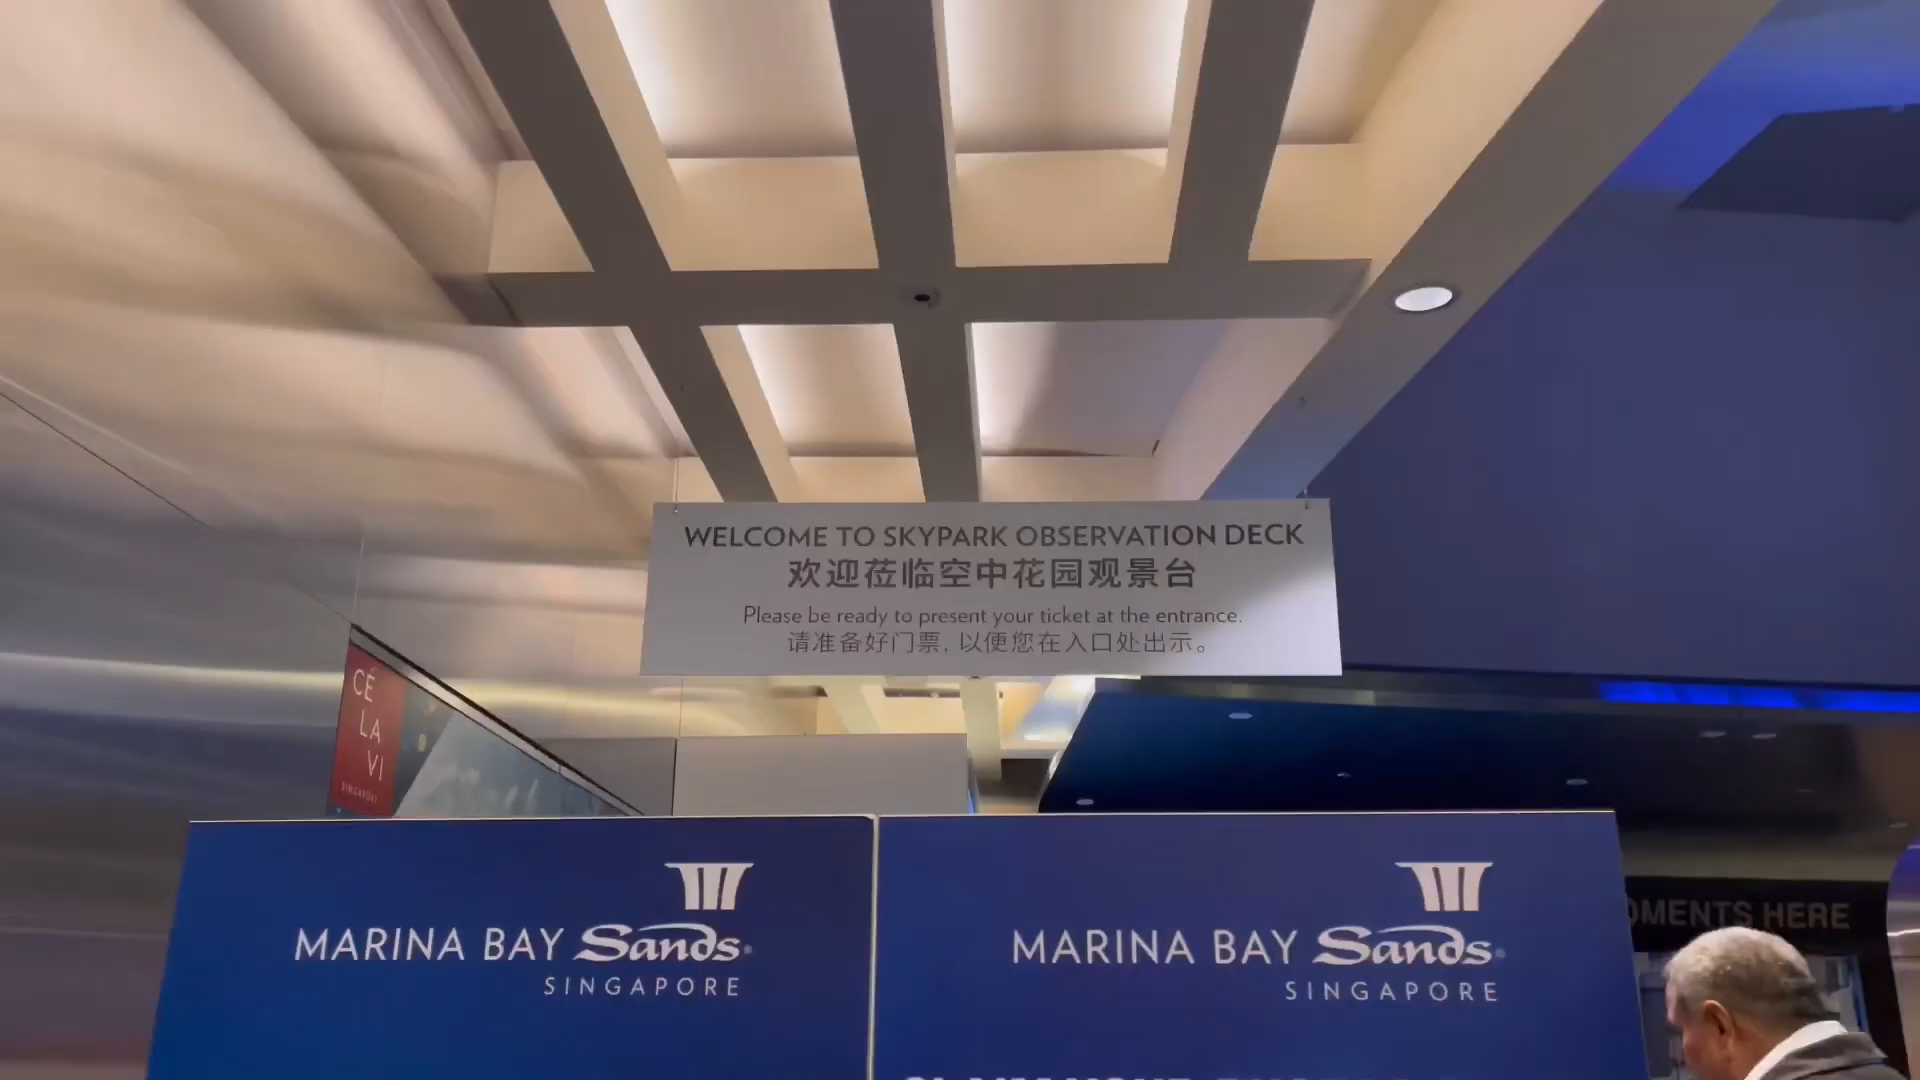 WELCOME TO SKYPARK OBSERVATION DECK
欢迎莅临空中花园观景台
Please be ready to present your ticket at the entrance.
请准备好门票, 以便您在入口处出示。
CÉ
LA
VI
SINGAPORE
MARINA BAY Sands
SINGAPORE
MARINA BAY Sands
SINGAPORE
HERE